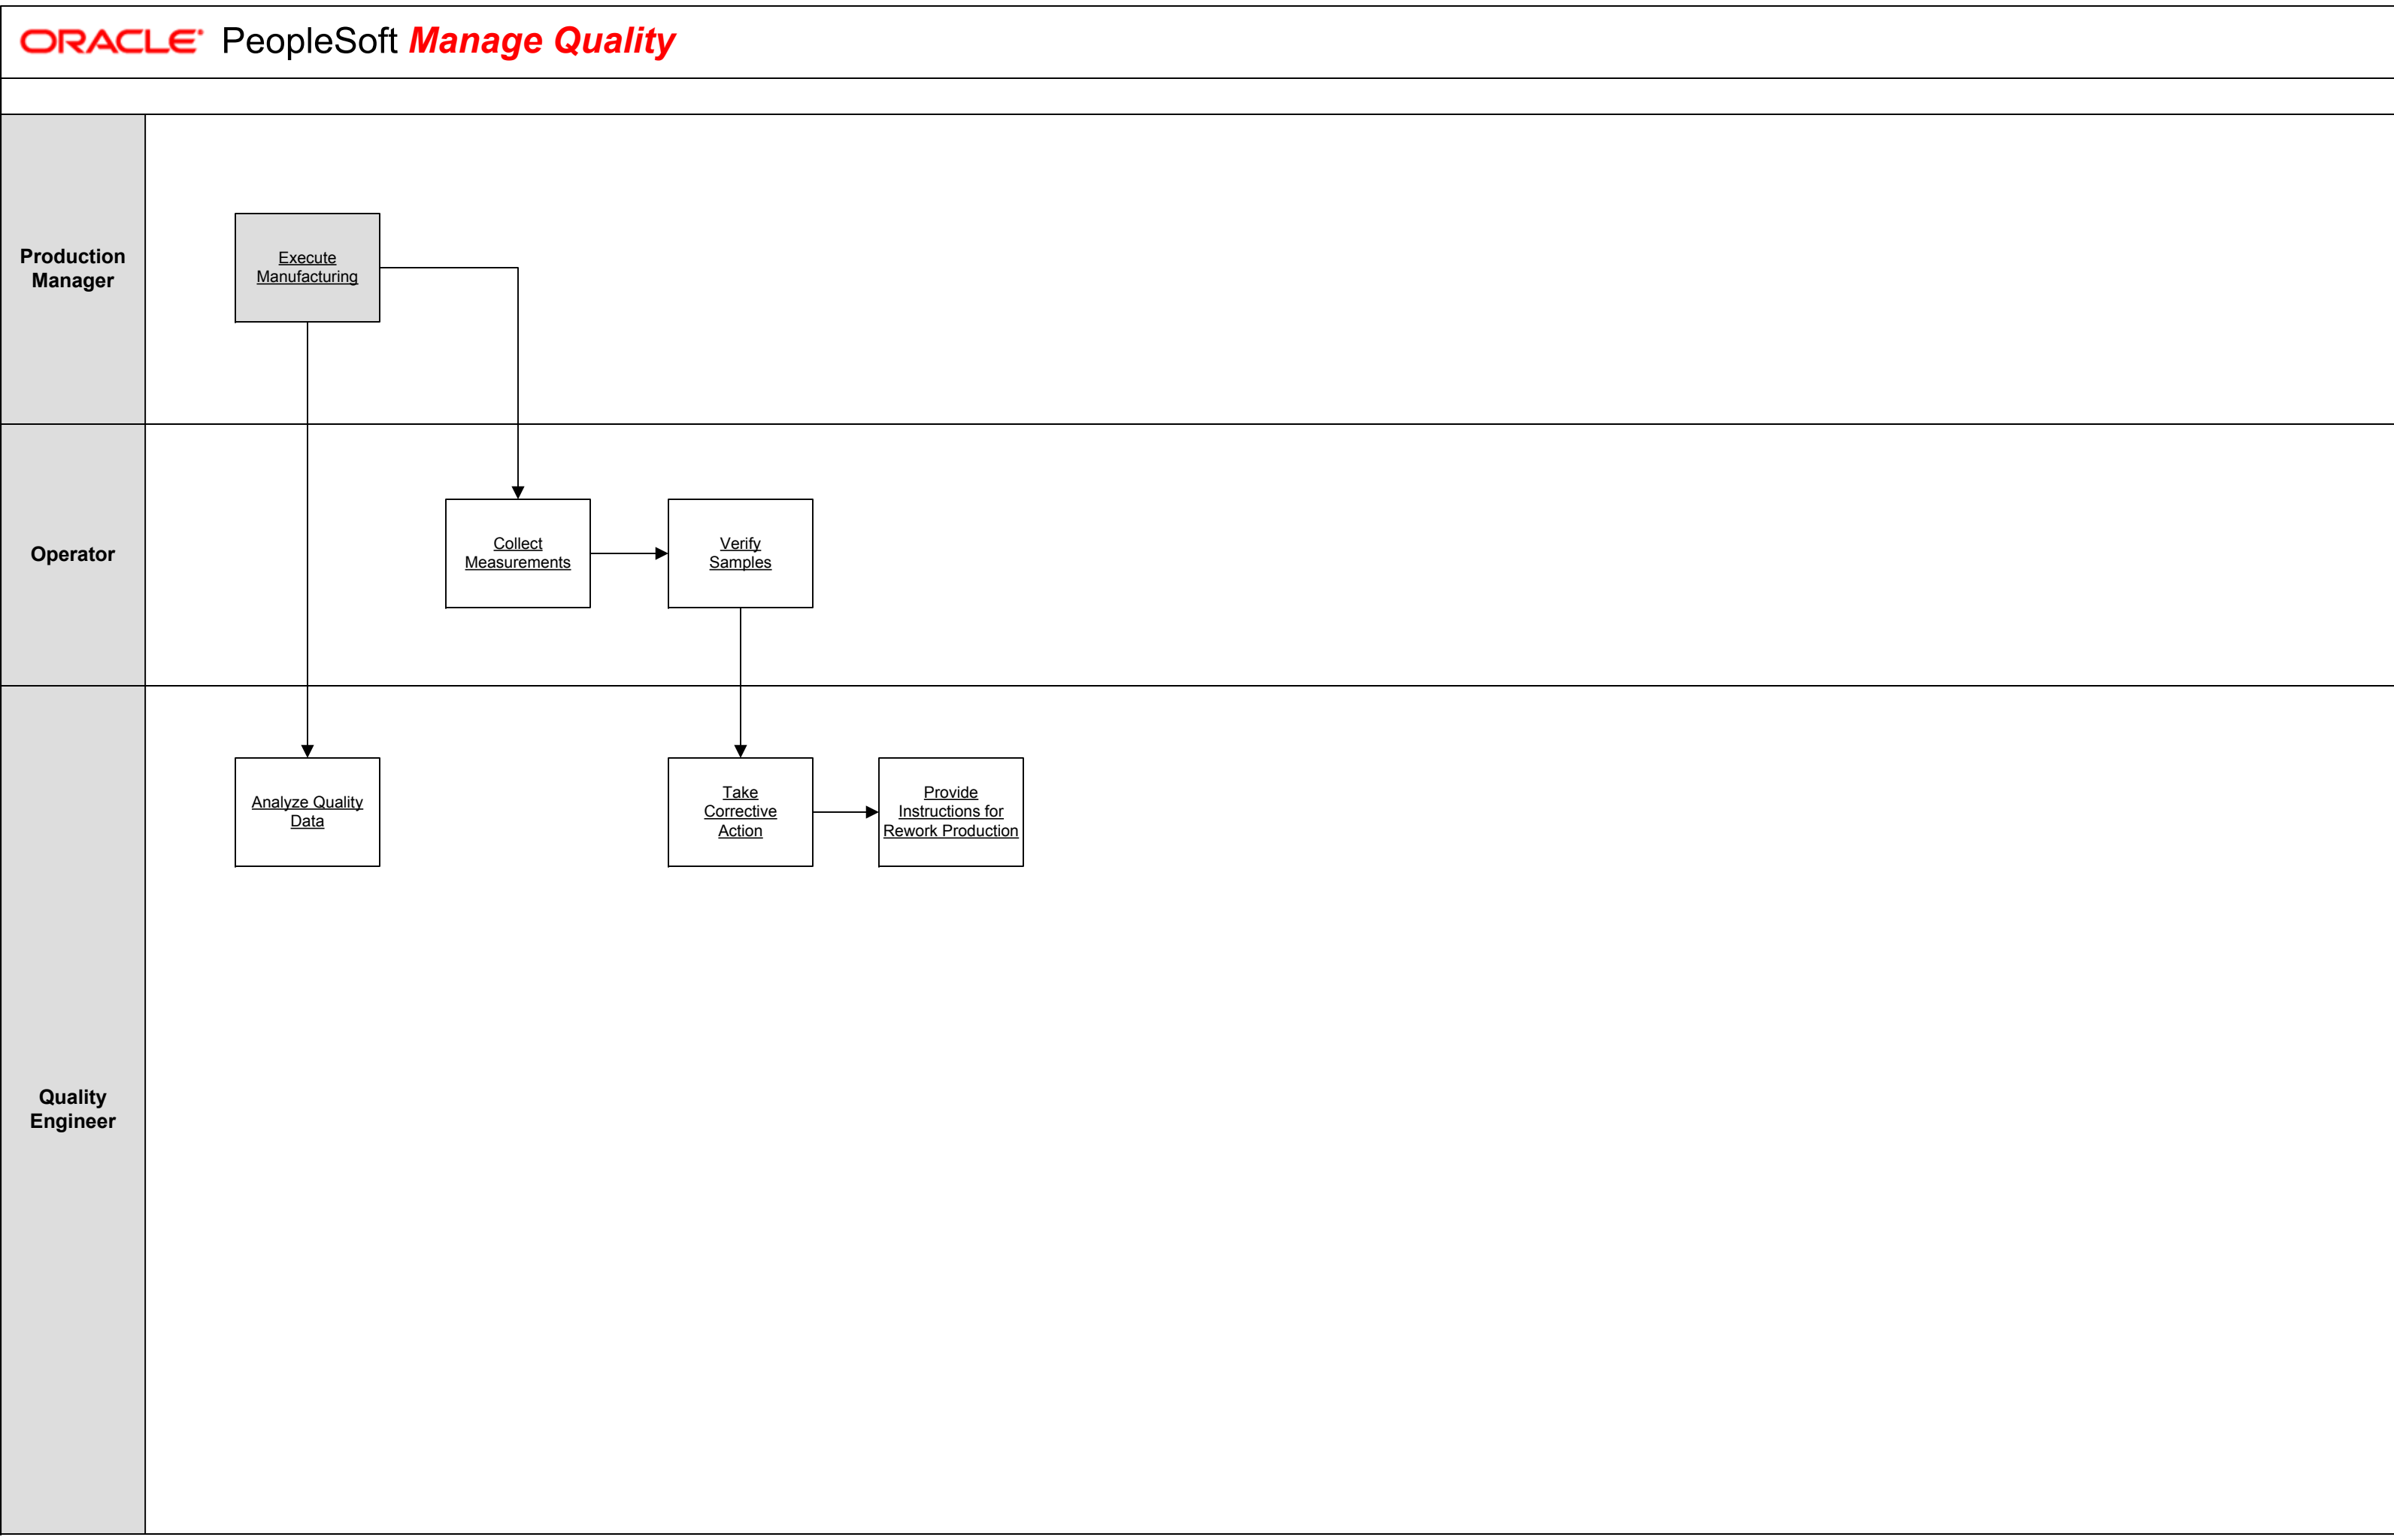 ORACLE PeopleSoft Manage Quality
Production
Manager
Execute
Manufacturing
Operator
Collect
Measurements
Verify
Samples
Quality
Engineer
Analyze Quality
Data
Take
Corrective
Action
Provide
Instructions for
Rework Production